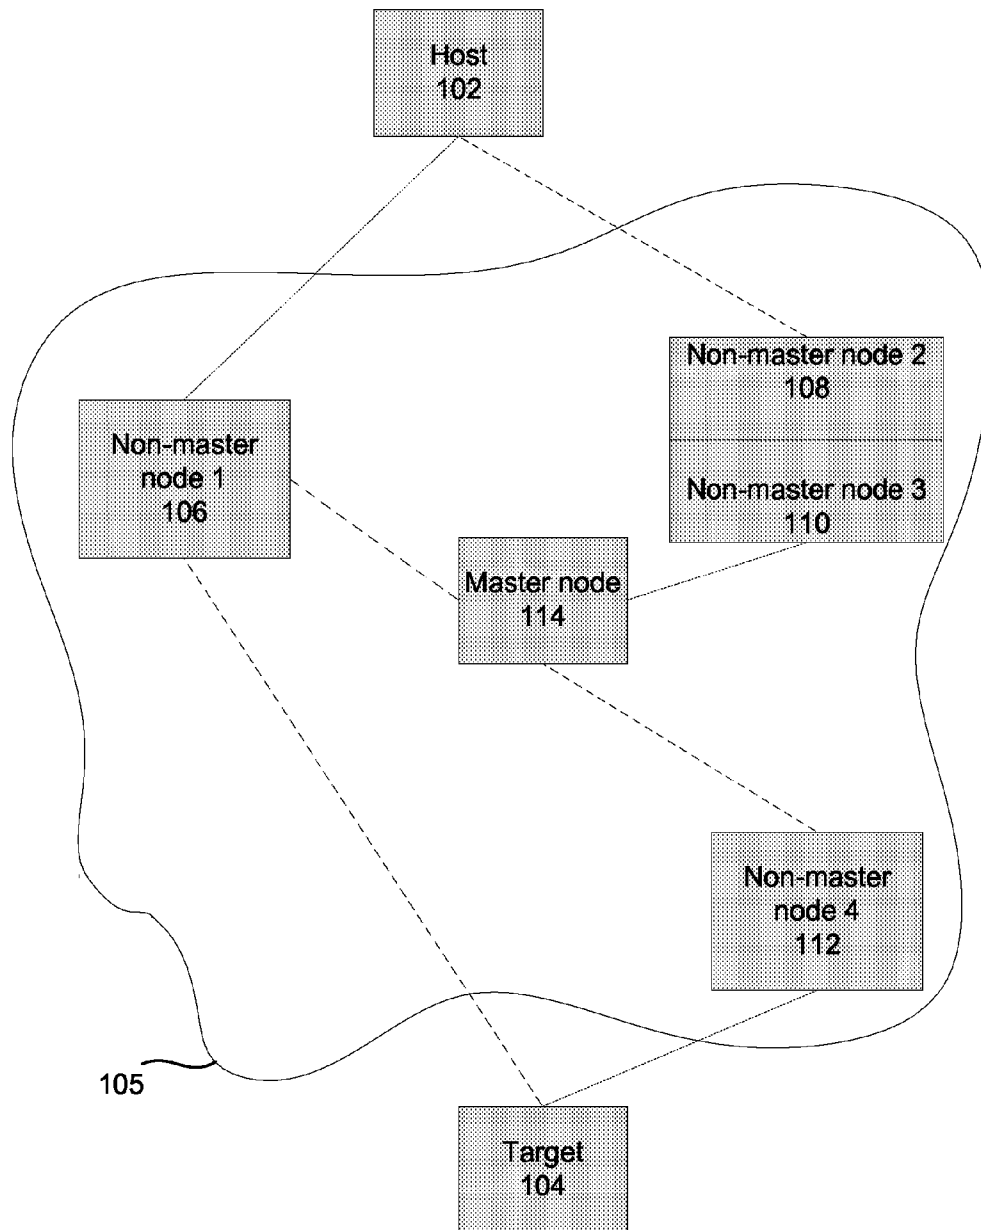 Host
102
Non-master node 2
108
Non-master
node 1
106
Non-master node 3
110
Master node
114
Non-master
node 4
112
105
Target
104